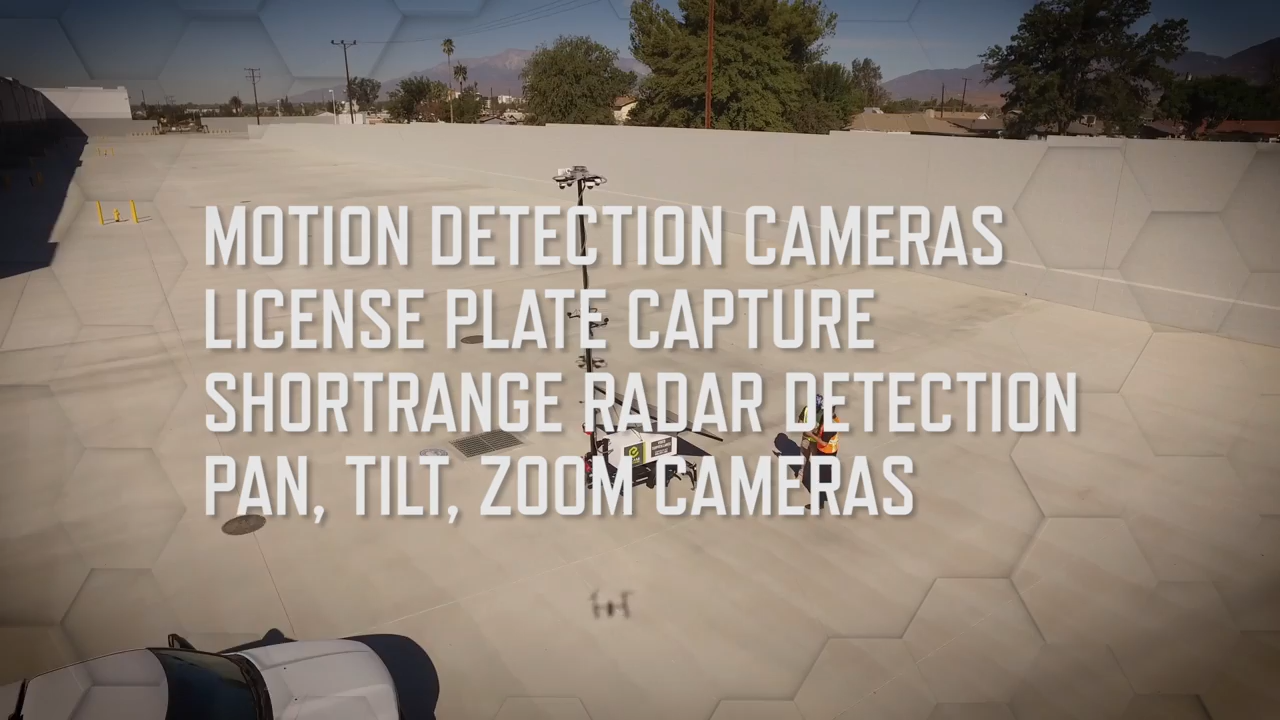 MOTION DETECTION CAMERAS
LICENSE PLATE CAPTURE
SHORTRANGE RADAR DETECTION
PAN, TILT, ZOOM CAMERAS